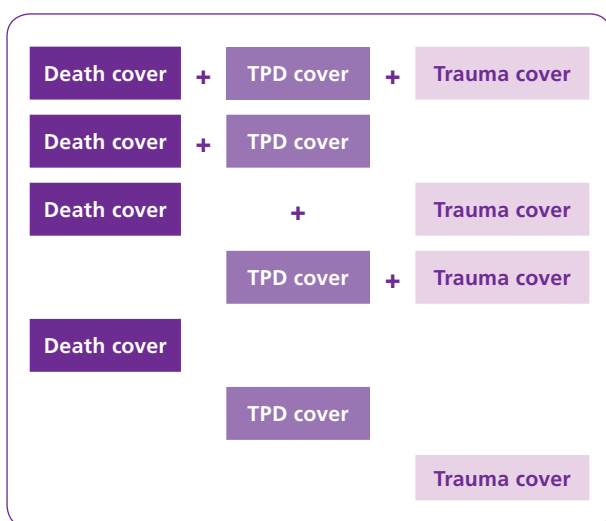 Death cover + TPD cover + Trauma cover
Death cover + TPD cover
Death cover + Trauma cover
TPD cover + Trauma cover
Death cover
TPD cover
Trauma cover